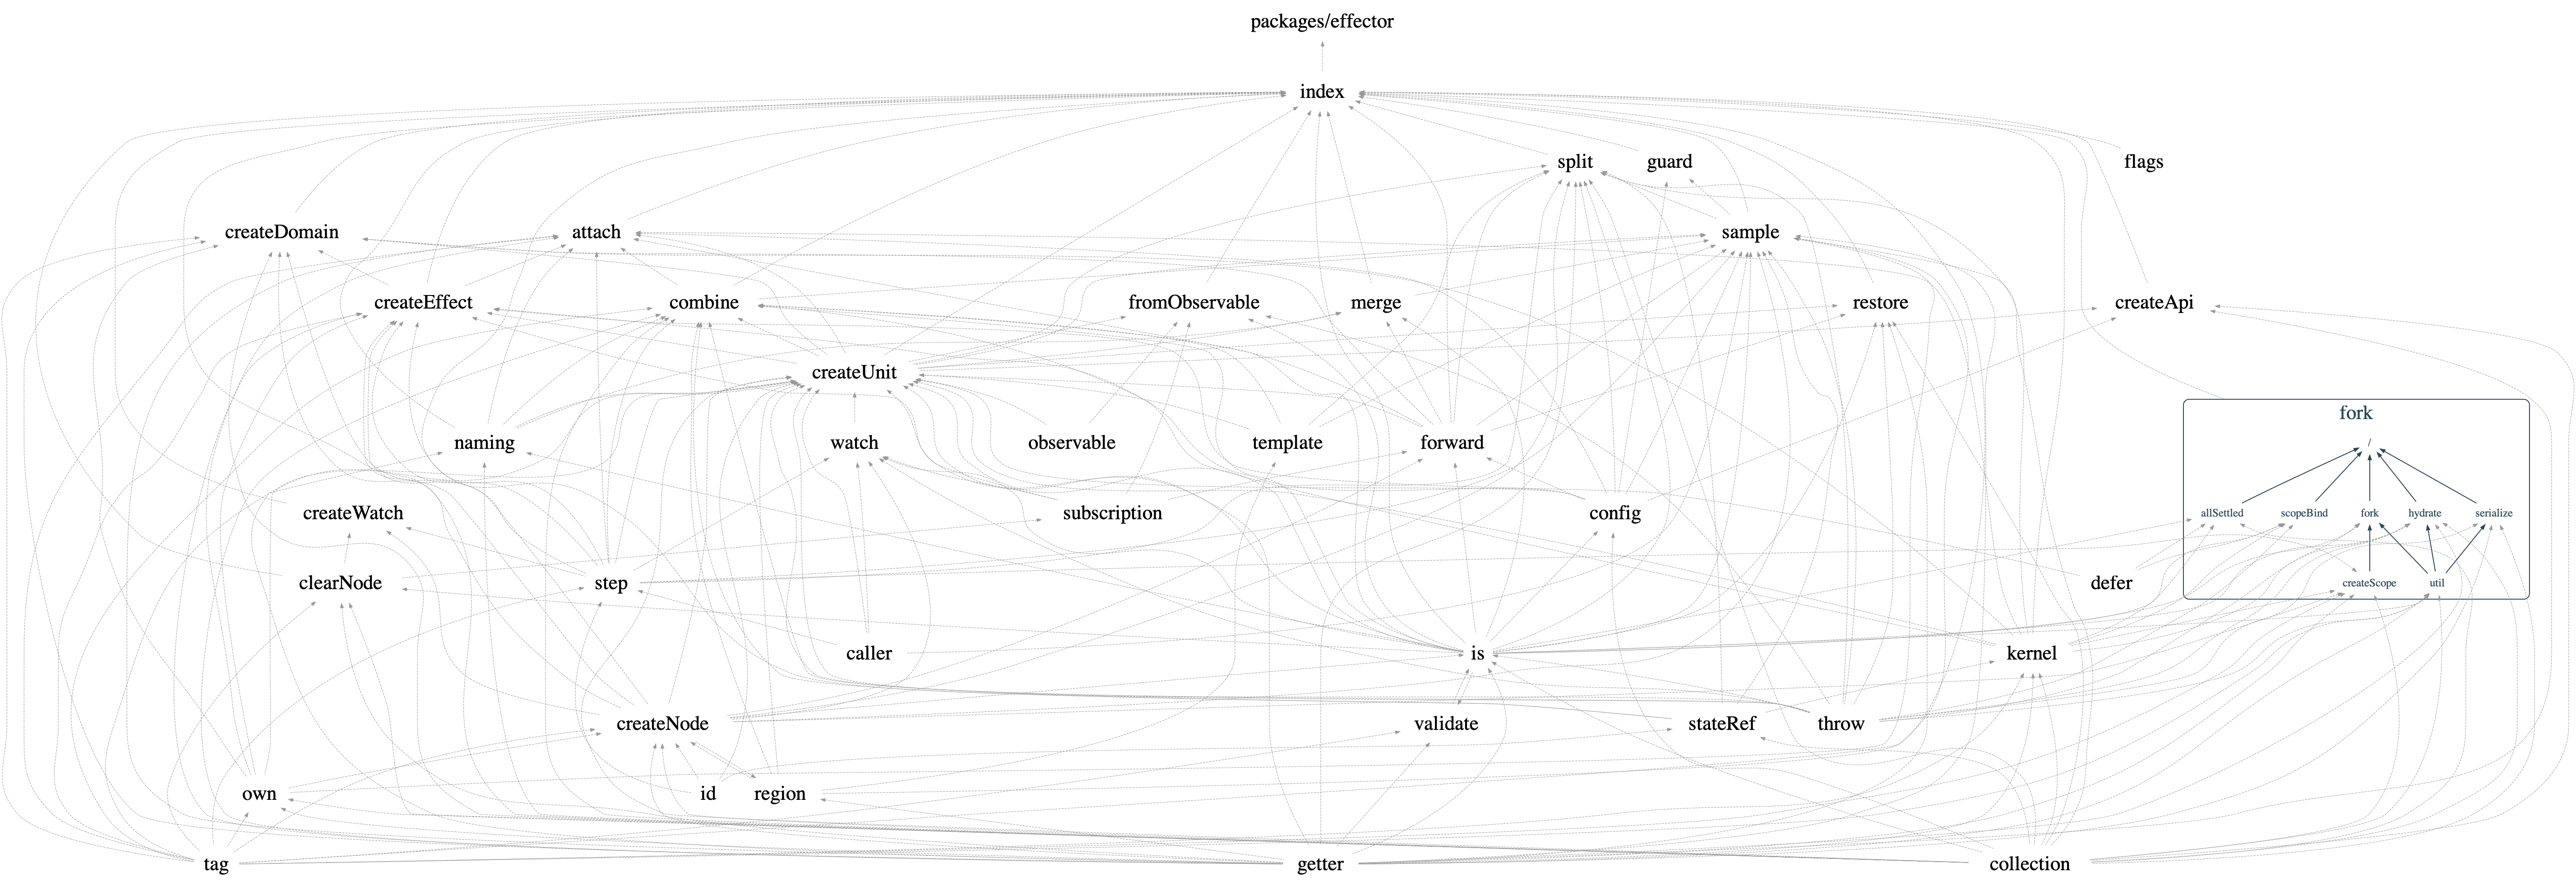 packages/effector
index
split
guard
flags
createDomain
attach
sample
createEffect
combine
fromObservable
merge
restore
createApi
createUnit
fork
naming
watch
observable
template
forward
/
createWatch
subscription
config
allSettled
scopeBind
fork
hydrate
serialize
clearNode
step
defer
createScope
util
caller
is
kernel
createNode
validate
stateRef
throw
own
id
region
tag
getter
collection